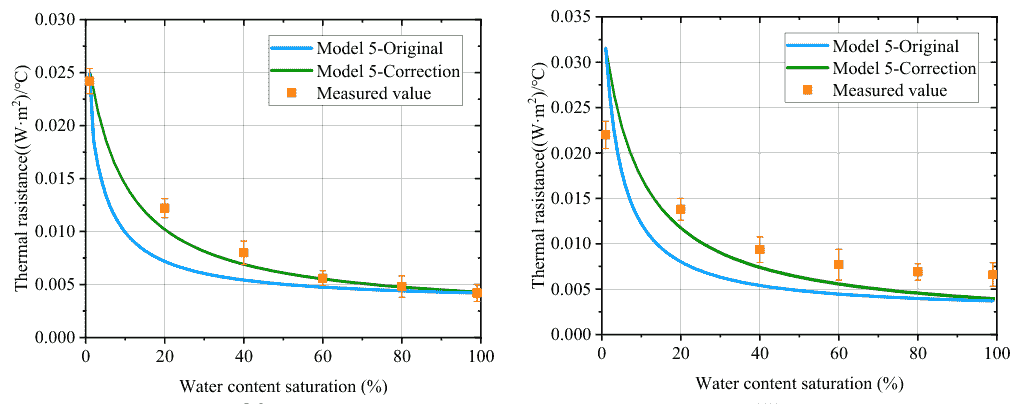 0.030
0.025
0.020
0.015
0.010
0.005
0.000
Thermal rasistance((W·m²)/°C)
Model 5-Original
Model 5-Correction
Measured value
0 20 40 60 80 100
Water content saturation (%)
0.035
0.030
0.025
0.020
0.015
0.010
0.005
0.000
Thermal rasistance((W·m²)/°C)
Model 5-Original
Model 5-Correction
Measured value
0 20 40 60 80 100
Water content saturation (%)